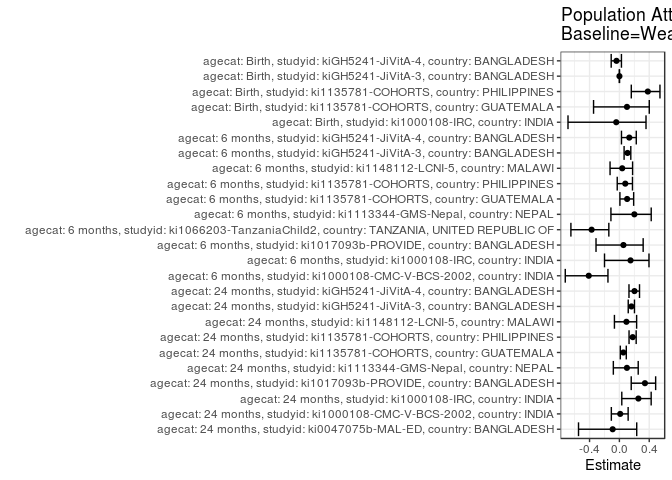 Population Att
Baseline=Wea
agecat: Birth, studyid: kiGH5241-JiVitA-4, country: BANGLADESH
agecat: Birth, studyid: kiGH5241-JiVitA-3, country: BANGLADESH
agecat: Birth, studyid: ki1135781-COHORTS, country: PHILIPPINES
agecat: Birth, studyid: ki1135781-COHORTS, country: GUATEMALA
agecat: Birth, studyid: ki1000108-IRC, country: INDIA
agecat: 6 months, studyid: kiGH5241-JiVitA-4, country: BANGLADESH
agecat: 6 months, studyid: kiGH5241-JiVitA-3, country: BANGLADESH
agecat: 6 months, studyid: ki1148112-LCNI-5, country: MALAWI
agecat: 6 months, studyid: ki1135781-COHORTS, country: PHILIPPINES
agecat: 6 months, studyid: ki1135781-COHORTS, country: GUATEMALA
agecat: 6 months, studyid: ki1113344-GMS-Nepal, country: NEPAL
agecat: 6 months, studyid: ki1066203-TanzaniaChild2, country: TANZANIA, UNITED REPUBLIC OF
agecat: 6 months, studyid: ki1017093b-PROVIDE, country: BANGLADESH
agecat: 6 months, studyid: ki1000108-IRC, country: INDIA
agecat: 6 months, studyid: ki1000108-CMC-V-BCS-2002, country: INDIA
agecat: 24 months, studyid: kiGH5241-JiVitA-4, country: BANGLADESH
agecat: 24 months, studyid: kiGH5241-JiVitA-3, country: BANGLADESH
agecat: 24 months, studyid: ki1148112-LCNI-5, country: MALAWI
agecat: 24 months, studyid: ki1135781-COHORTS, country: PHILIPPINES
agecat: 24 months, studyid: ki1135781-COHORTS, country: GUATEMALA
agecat: 24 months, studyid: ki1113344-GMS-Nepal, country: NEPAL
agecat: 24 months, studyid: ki1017093b-PROVIDE, country: BANGLADESH
agecat: 24 months, studyid: ki1000108-IRC, country: INDIA
agecat: 24 months, studyid: ki1000108-CMC-V-BCS-2002, country: INDIA
agecat: 24 months, studyid: ki0047075b-MAL-ED, country: BANGLADESH
-0.4 0.0 0.4
Estimate